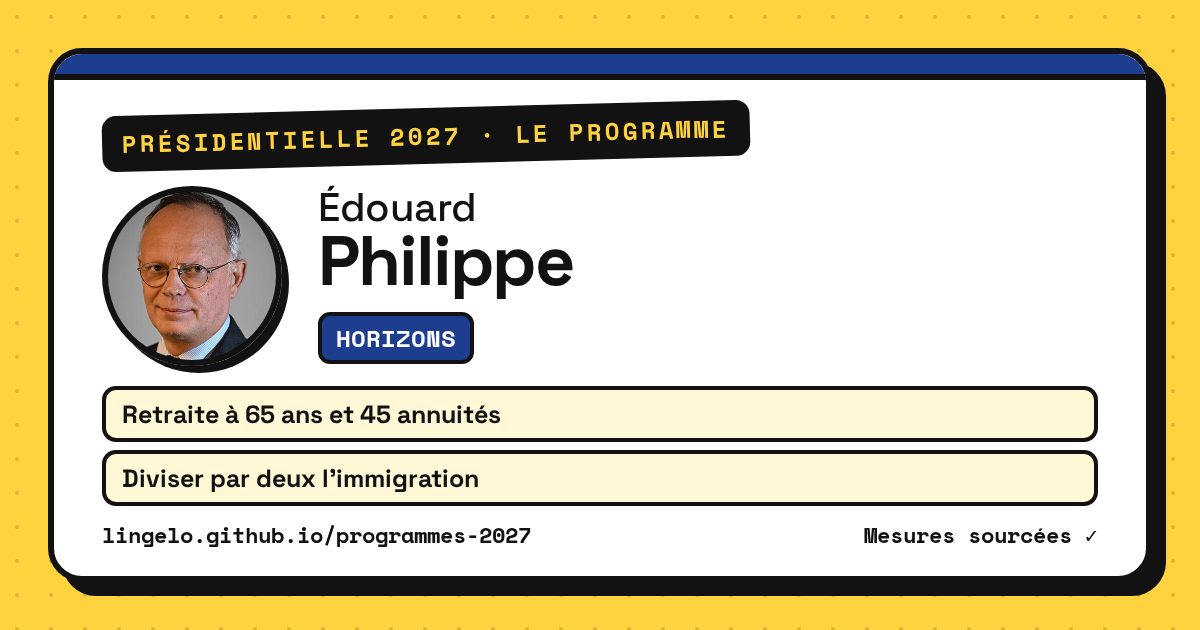 PRÉSIDENTIELLE 2027 · LE PROGRAMME
Édouard
Philippe
HORIZONS
Retraite à 65 ans et 45 annuités
Diviser par deux l’immigration
lingelo.github.io/programmes-2027
Mesures sourcées ✓